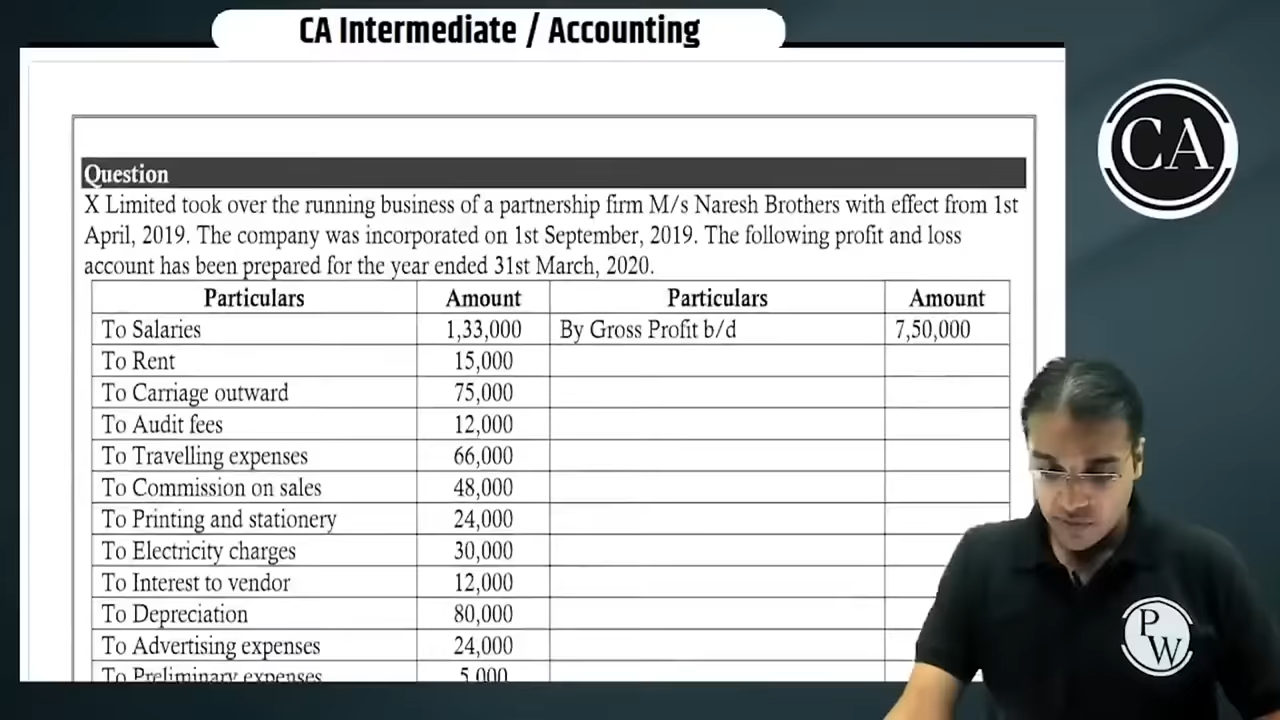 CA Intermediate / Accounting
CA
Question
X Limited took over the running business of a partnership firm M/s Naresh Brothers with effect from 1st
April, 2019. The company was incorporated on 1st September, 2019. The following profit and loss
account has been prepared for the year ended 31st March, 2020.
Particulars Amount Particulars Amount
To Salaries 1,33,000 By Gross Profit b/d 7,50,000
To Rent 15,000
To Carriage outward 75,000
To Audit fees 12,000
To Travelling expenses 66,000
To Commission on sales 48,000
To Printing and stationery 24,000
To Electricity charges 30,000
To Interest to vendor 12,000
To Depreciation 80,000
To Advertising expenses 24,000
To Preliminary expenses 5,000
PW